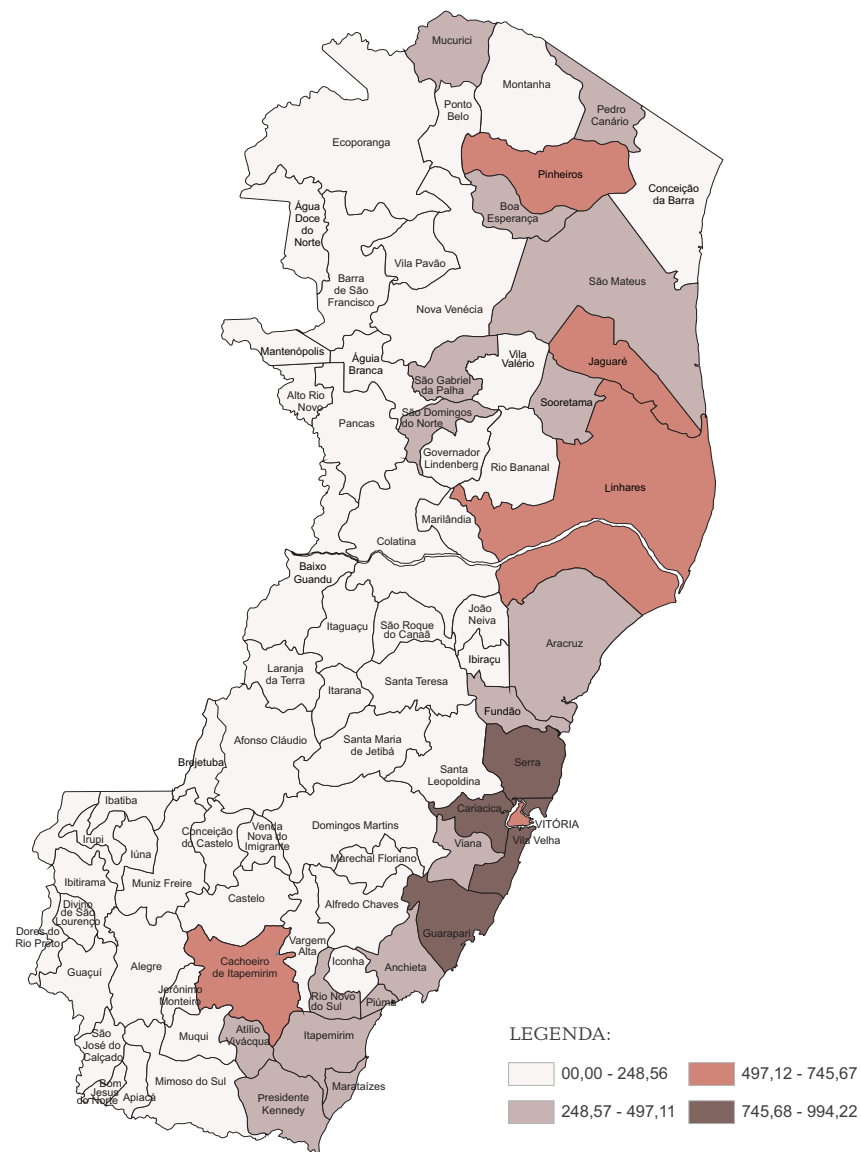 Mucurici
Montanha
Pedro
Canário
Ponto
Belo
Ecoporanga
Pinheiros
Conceição
da Barra
Boa
Esperança
Água
Doce
do
Norte
Vila Pavão
Barra
de São
Francisco
São Mateus
Nova Venécia
Mantenópolis
Águia
Branca
Vila
Valério
Jaguaré
São Gabriel
da Palha
Alto Rio
Novo
Sooretama
São Domingos
do Norte
Pancas
Governador
Lindenberg
Rio Bananal
Linhares
Marilândia
Colatina
Baixo
Guandu
João
Neiva
Itaguaçu
São Roque
do Canaã
Aracruz
Ibiraçu
Laranja
da Terra
Santa Teresa
Itarana
Fundão
Afonso Cláudio
Santa Maria
de Jetibá
Brejetuba
Serra
Santa
Leopoldina
Ibatiba
Cariacica
VITÓRIA
Vila Velha
Irupi
Iúna
Conceição
do Castelo
Venda
Nova do
Imigrante
Domingos Martins
Viana
Marechal Floriano
Ibitirama
Muniz Freire
Castelo
Divino
de São
Lourenço
Alfredo Chaves
Dores do
Rio Preto
Guarapari
Vargem
Alta
Guaçuí
Alegre
Cachoeiro
de Itapemirim
Iconha
Anchieta
Jerônimo
Monteiro
Rio Novo
do Sul
Piúma
São
José do
Calçado
Muqui
Atílio
Vivácqua
Itapemirim
Bom
Jesus
do Norte
Apiacá
Mimoso do Sul
Presidente
Kennedy
Marataízes
LEGENDA:
00,00 - 248,56
497,12 - 745,67
248,57 - 497,11
745,68 - 994,22